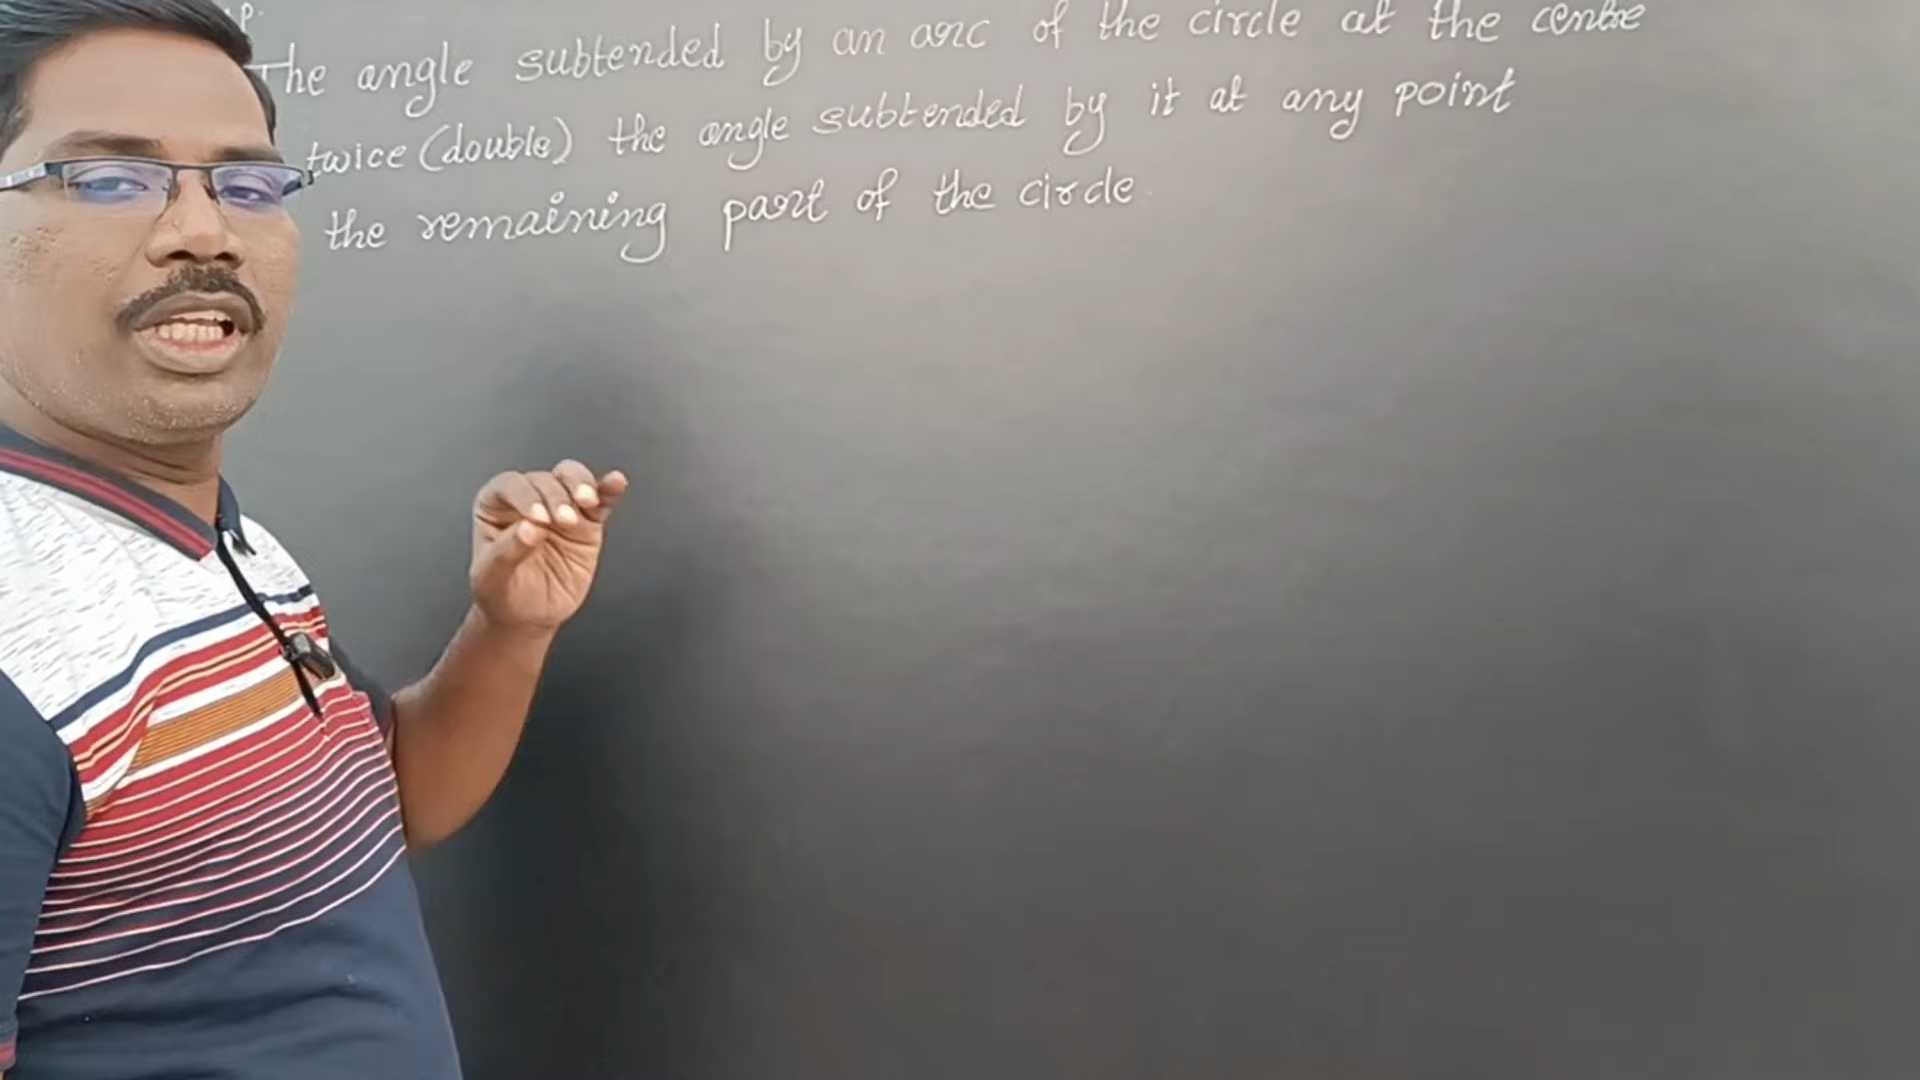 The angle subtended by an arc of the circle at the centre
twice (double) the angle subtended by it at any point
the remaining part of the circle